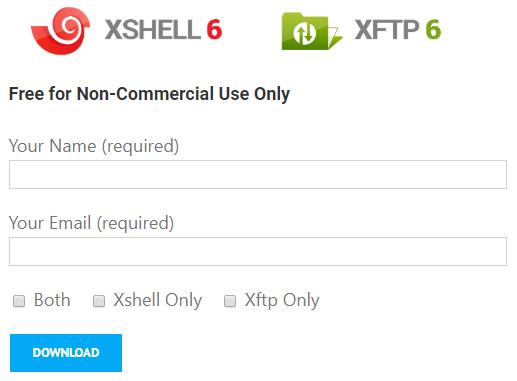 XSHELL 6 XFTP 6
Free for Non-Commercial Use Only
Your Name (required)
Your Email (required)
Both Xshell Only Xftp Only
DOWNLOAD